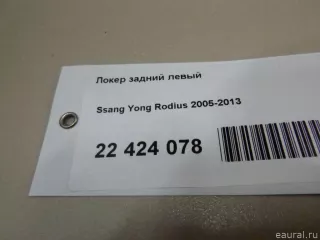 Локер задний левый
Ssang Yong Rodius 2005-2013
22 424 078
eaural.ru